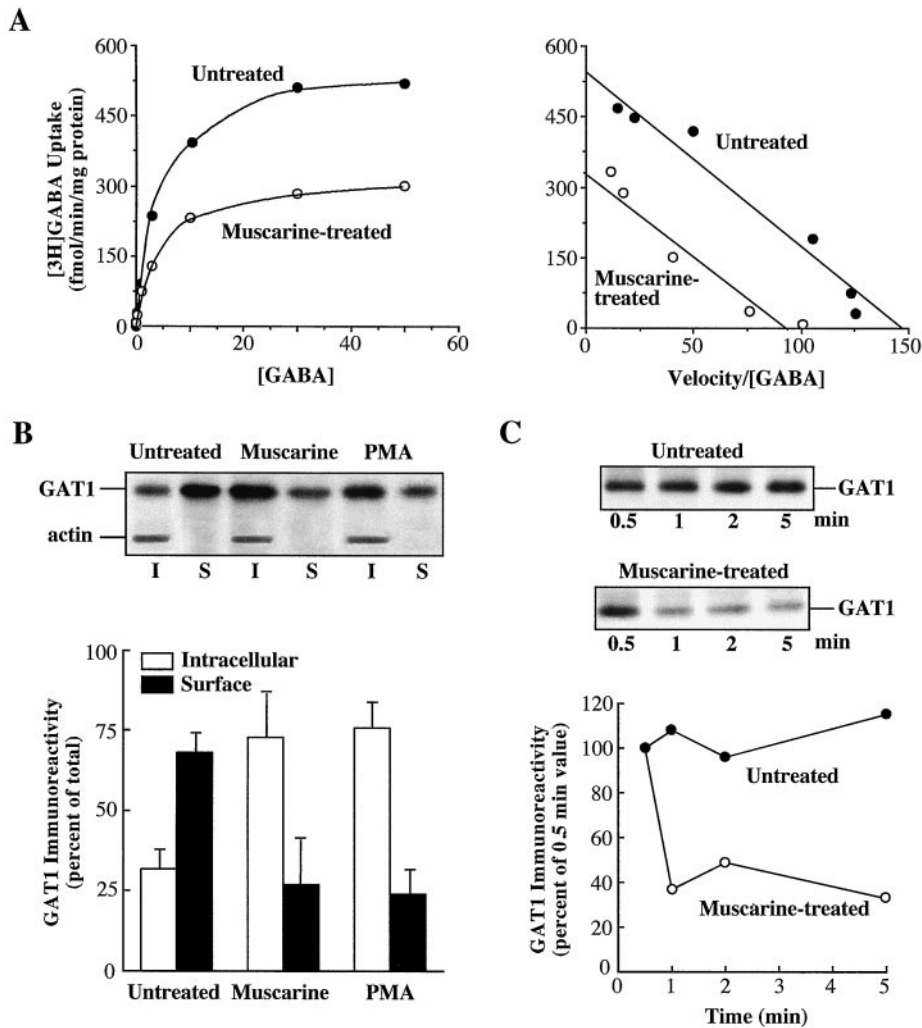 A
600
450
300
150
0
[3H]GABA Uptake
(fmol/min/mg protein)
Untreated
Muscarine-treated
0 20 40 60
[GABA]
600
450
300
150
0
Untreated
Muscarine-
treated
0 50 100 150
Velocity/[GABA]
B
Untreated Muscarine PMA
GAT1
actin
I S I S I S
100
75
50
25
0
GAT1 Immunoreactivity
(percent of total)
Intracellular
Surface
Untreated Muscarine PMA
C
Untreated
GAT1
0.5 1 2 5 min
Muscarine-treated
GAT1
0.5 1 2 5 min
120
100
80
60
40
20
0
GAT1 Immunoreactivity
(percent of 0.5 min value)
Untreated
Muscarine-treated
0 1 2 3 4 5
Time (min)